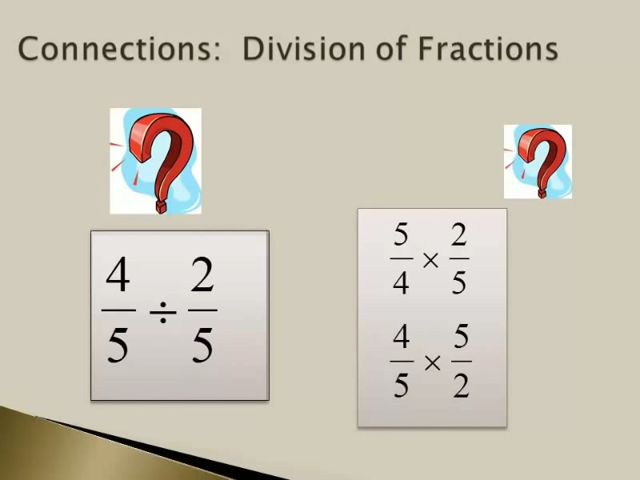 Connections: Division of Fractions
4/5 ÷ 2/5
5/4 × 2/5
4/5 × 5/2